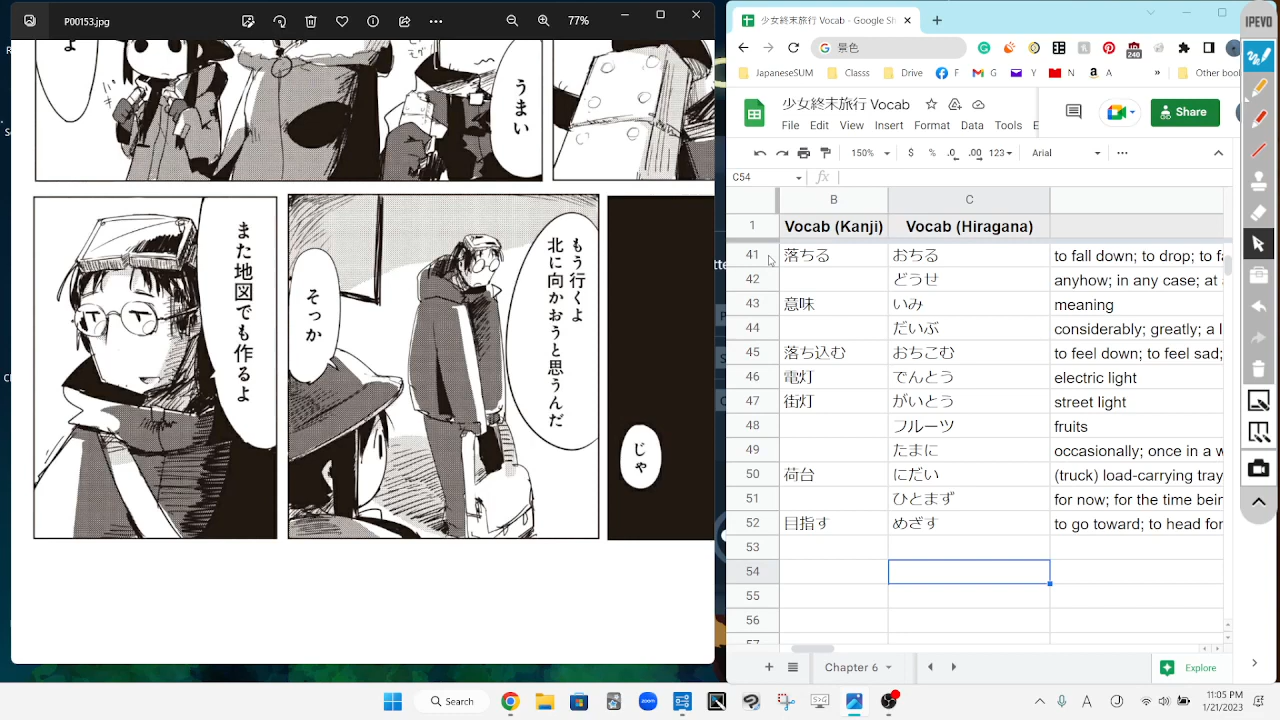 P00153.jpg
77%
よ
うまい
じゃ
もう行くよ
北に向かおうと思うんだ
そっか
また地図でも作るよ
少女終末旅行 Vocab - Google Sh
景色
240
JapaneseSUM
Classs
Drive
F
M G
Y
N
A
Other book
少女終末旅行 Vocab
File Edit View Insert Format Data Tools E
Share
150%
$ % .0 .00 123
Arial
C54
fx
B C
1 Vocab (Kanji) Vocab (Hiragana)
41 落ちる おちる to fall down; to drop; to fa
42 どうせ anyhow; in any case; at a
43 意味 いみ meaning
44 だいぶ considerably; greatly; a l
45 落ち込む おちこむ to feel down; to feel sad;
46 電灯 でんとう electric light
47 街灯 がいとう street light
48 フルーツ fruits
49 たまに occasionally; once in a w
50 荷台 にだい (truck) load-carrying tray
51 ひとまず for now; for the time bein
52 目指す めざす to go toward; to head for
53
54
55
56
57
Chapter 6
Explore
IPEVO
Search
zoom
A
11:05 PM
12/1/2023